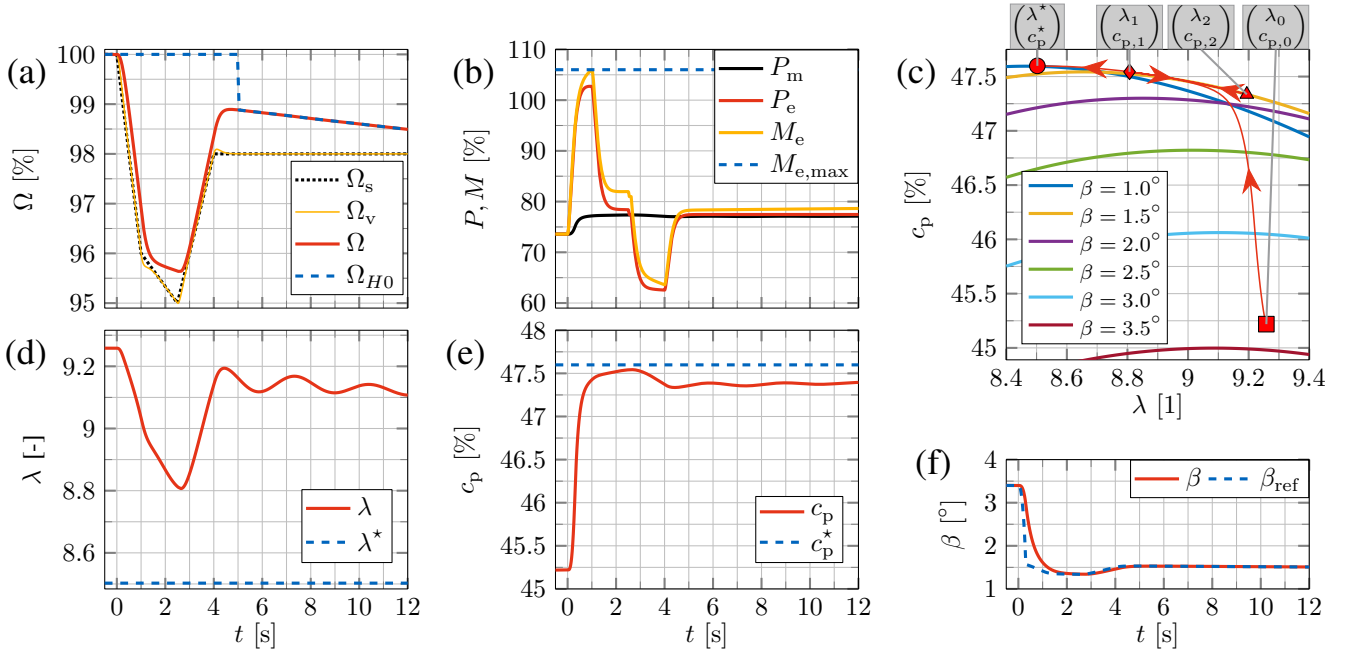 (a)
Ω [%]
100
99
98
97
96
95
Ωs
Ωv
Ω
ΩH0
(b)
P, M [%]
110
100
90
80
70
60
Pm
Pe
Me
Me,max
(λ⋆ cp⋆)
(λ1 cp,1)
(λ2 cp,2)
(λ0 cp,0)
(c)
cp [%]
47.5
47
46.5
46
45.5
45
β = 1.0°
β = 1.5°
β = 2.0°
β = 2.5°
β = 3.0°
β = 3.5°
8.4 8.6 8.8 9 9.2 9.4
λ [1]
(d)
λ [-]
9.2
9
8.8
8.6
λ
λ⋆
0 2 4 6 8 10 12
t [s]
(e)
cp [%]
48
47.5
47
46.5
46
45.5
45
cp
cp⋆
0 2 4 6 8 10 12
t [s]
(f)
β [°]
4
3
2
1
β βref
0 2 4 6 8 10 12
t [s]